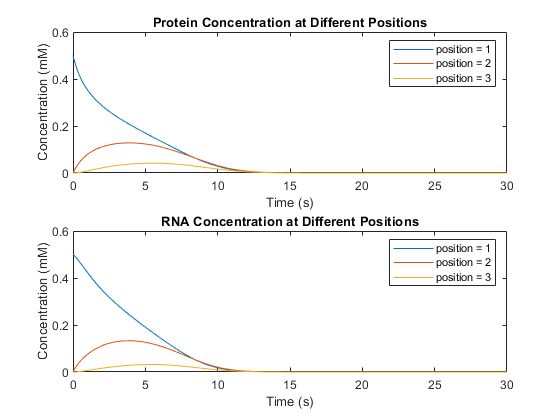 Protein Concentration at Different Positions
0.6
0.4
0.2
0
Concentration (mM)
position = 1
position = 2
position = 3
0 5 10 15 20 25 30
Time (s)
RNA Concentration at Different Positions
0.6
0.4
0.2
0
Concentration (mM)
position = 1
position = 2
position = 3
0 5 10 15 20 25 30
Time (s)